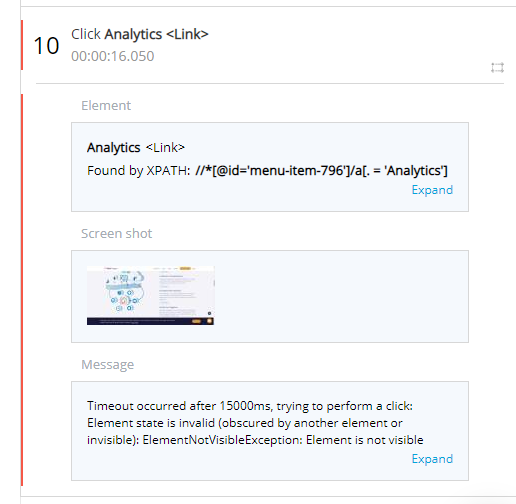 10
Click Analytics <Link>
00:00:16.050
Element
Analytics <Link>
Found by XPATH: //*[@id='menu-item-796']/a[. = 'Analytics']
Expand
Screen shot
Message
Timeout occurred after 15000ms, trying to perform a click:
Element state is invalid (obscured by another element or
invisible): ElementNotVisibleException: Element is not visible
Expand